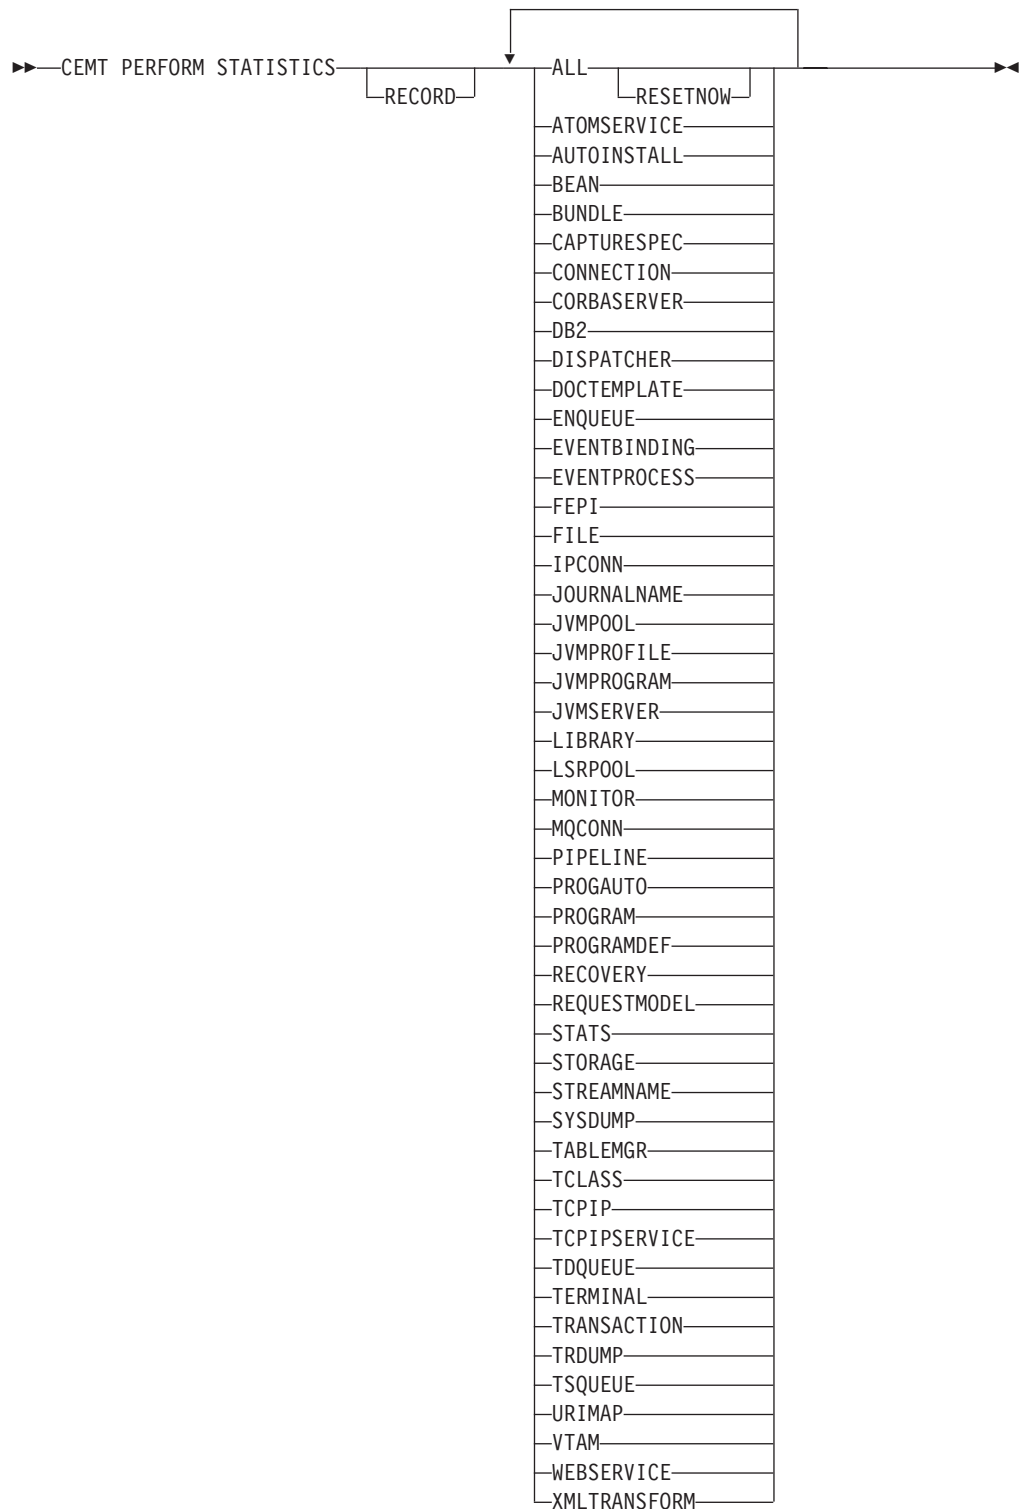 CEMT PERFORM STATISTICS ALL
RECORD RESETNOW
ATOMSERVICE
AUTOINSTALL
BEAN
BUNDLE
CAPTURESPEC
CONNECTION
CORBASERVER
DB2
DISPATCHER
DOCTEMPLATE
ENQUEUE
EVENTBINDING
EVENTPROCESS
FEPI
FILE
IPCONN
JOURNALNAME
JVMPOOL
JVMPROFILE
JVMPROGRAM
JVMSERVER
LIBRARY
LSRPOOL
MONITOR
MQCONN
PIPELINE
PROGAUTO
PROGRAM
PROGRAMDEF
RECOVERY
REQUESTMODEL
STATS
STORAGE
STREAMNAME
SYSDUMP
TABLEMGR
TCLASS
TCPIP
TCPIPSERVICE
TDQUEUE
TERMINAL
TRANSACTION
TRDUMP
TSQUEUE
URIMAP
VTAM
WEBSERVICE
XMLTRANSFORM